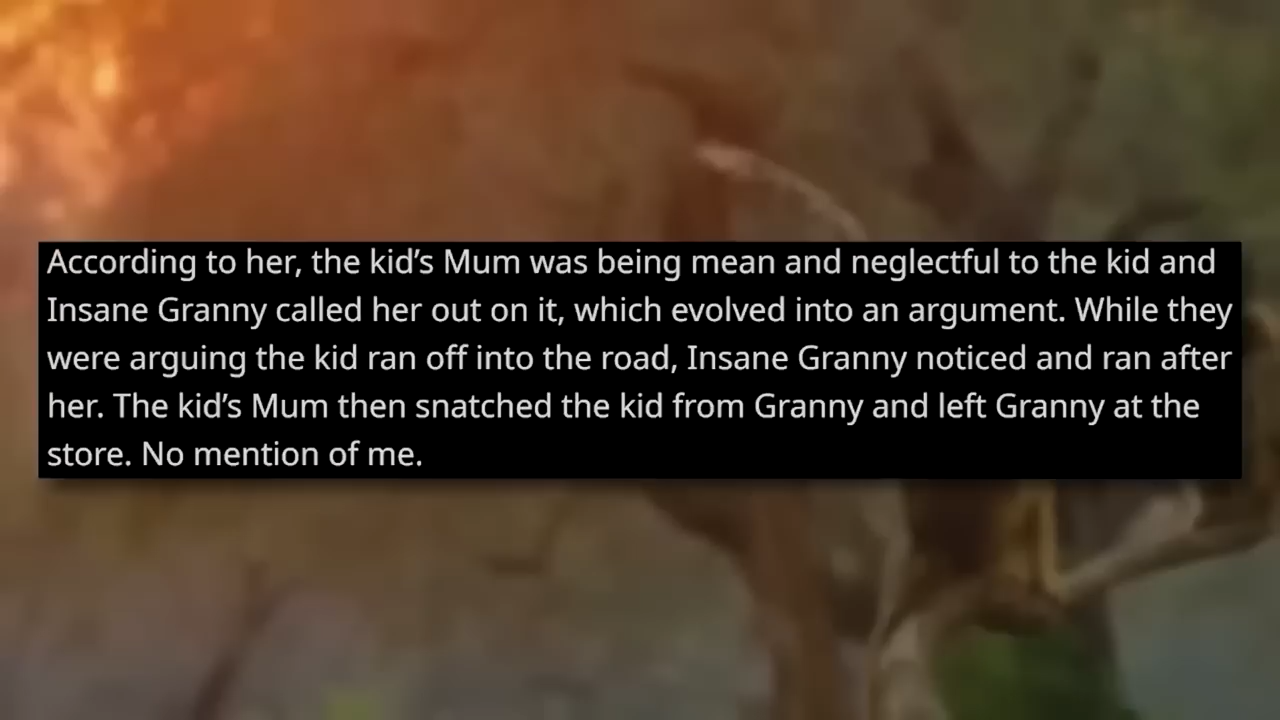 According to her, the kid’s Mum was being mean and neglectful to the kid and
Insane Granny called her out on it, which evolved into an argument. While they
were arguing the kid ran off into the road, Insane Granny noticed and ran after
her. The kid’s Mum then snatched the kid from Granny and left Granny at the
store. No mention of me.